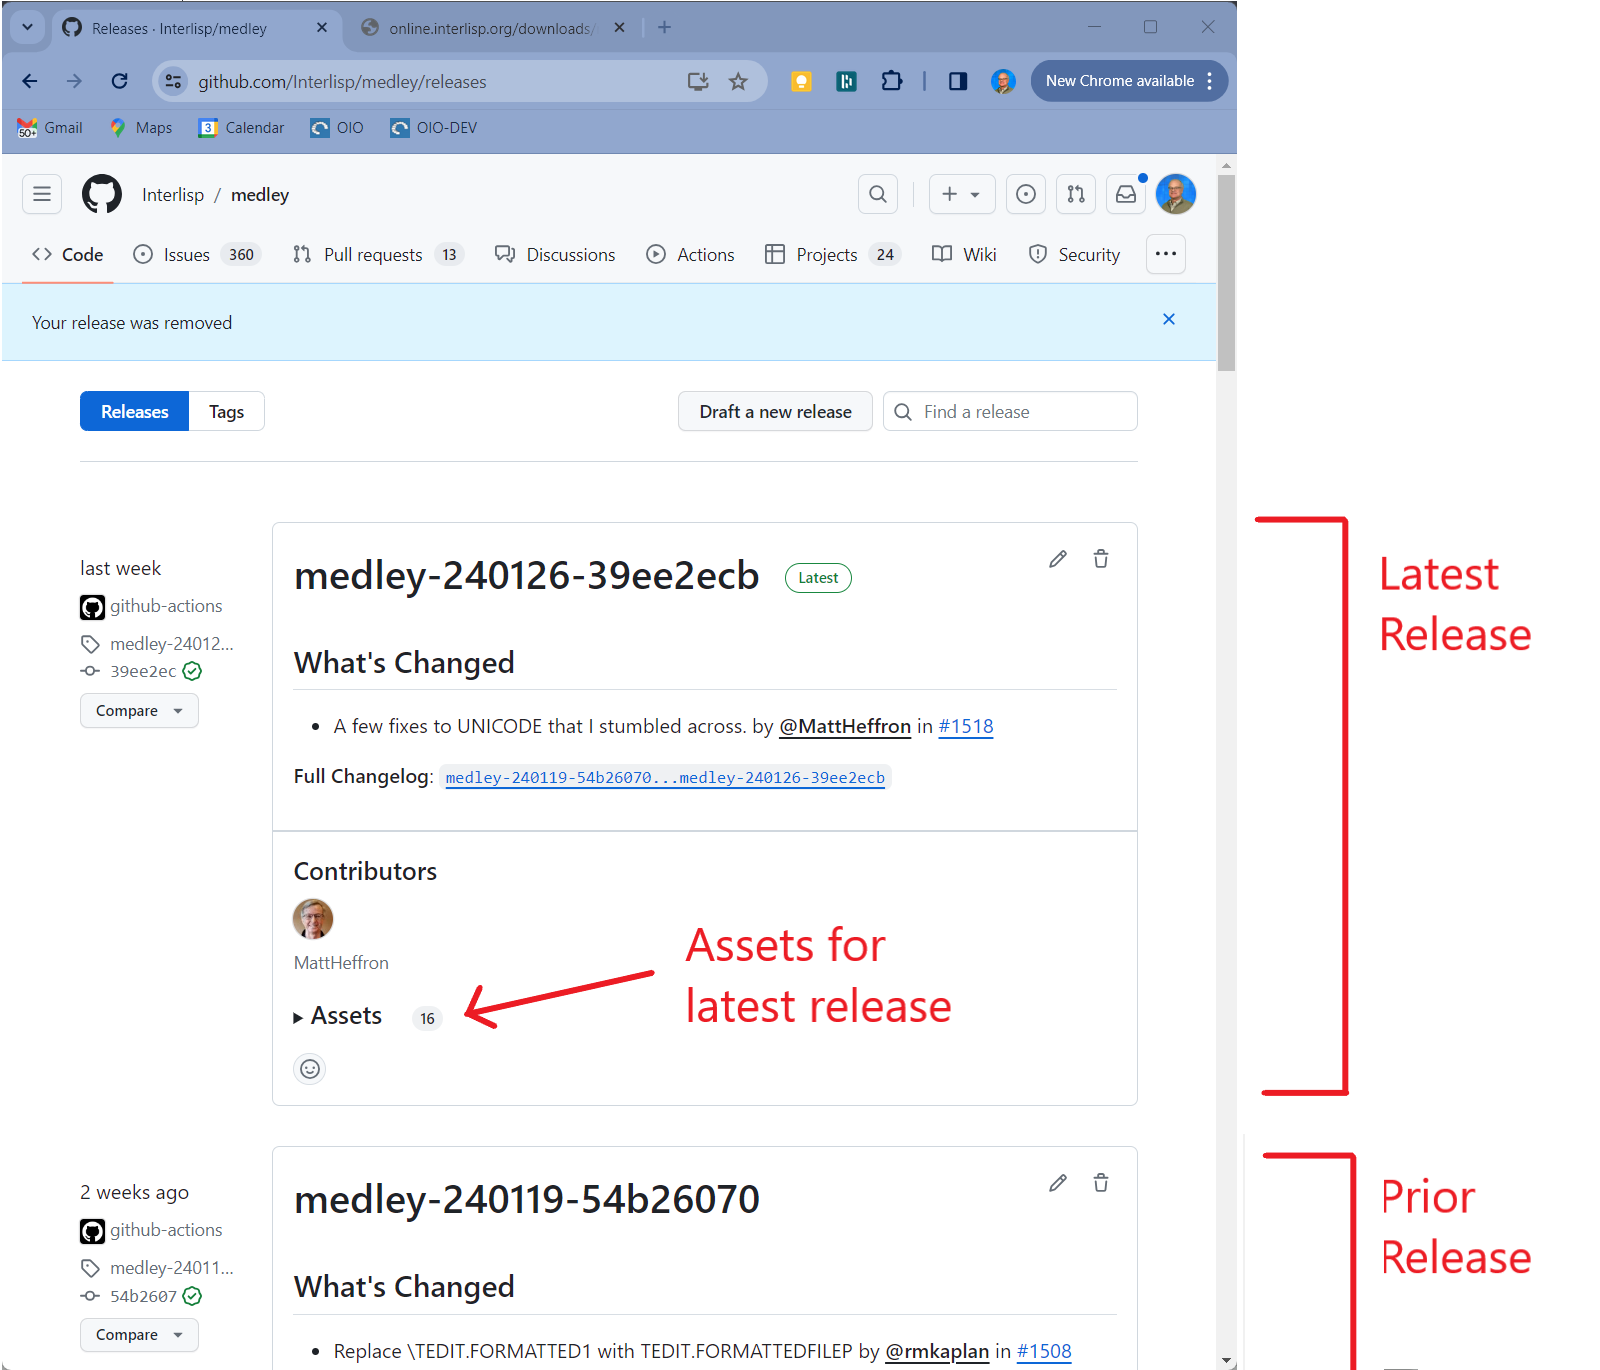 Releases · Interlisp/medley
online.interlisp.org/downloads/
github.com/Interlisp/medley/releases
New Chrome available
50+ Gmail
Maps
3 Calendar
OIO
OIO-DEV
Interlisp / medley
Code
Issues 360
Pull requests 13
Discussions
Actions
Projects 24
Wiki
Security
Your release was removed
Releases
Tags
Draft a new release
Find a release
last week
github-actions
medley-24012...
39ee2ec
Compare
medley-240126-39ee2ecb Latest
What's Changed
• A few fixes to UNICODE that I stumbled across. by @MattHeffron in #1518
Full Changelog: medley-240119-54b26070...medley-240126-39ee2ecb
Contributors
MattHeffron
Assets 16
Assets for
latest release
Latest
Release
2 weeks ago
github-actions
medley-24011...
54b2607
Compare
medley-240119-54b26070
What's Changed
• Replace \TEDIT.FORMATTED1 with TEDIT.FORMATTEDFILEP by @rmkaplan in #1508
Prior
Release